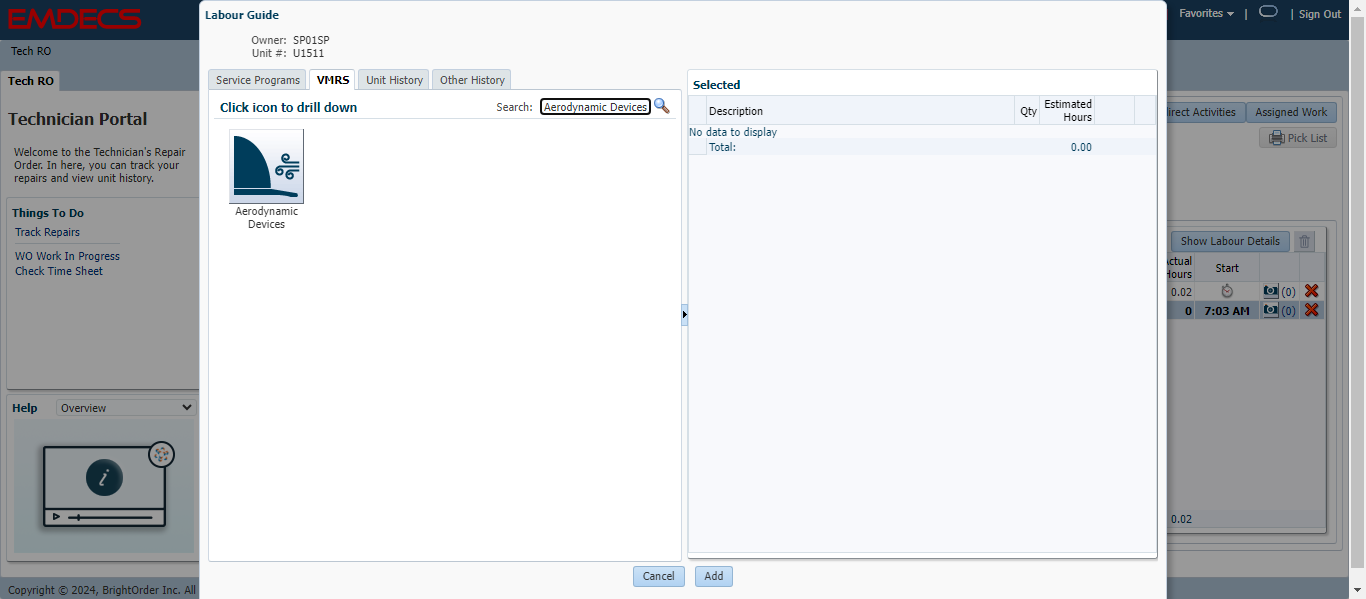 EMDECS
Favorites | | Sign Out
Tech RO
Tech RO
Technician Portal
Welcome to the Technician's Repair
Order. In here, you can track your
repairs and view unit history.
Things To Do
Track Repairs
WO Work In Progress
Check Time Sheet
Help Overview
i
Copyright © 2024, BrightOrder Inc. All
Labour Guide
Owner: SP01SP
Unit #: U1511
Service Programs VMRS Unit History Other History
Click icon to drill down Search: Aerodynamic Devices
Aerodynamic
Devices
Selected
Description Qty Estimated
Hours
No data to display
Total: 0.00
Cancel Add
irect Activities Assigned Work
Pick List
Show Labour Details
ctual
Hours Start
0.02 (0)
0 7:03 AM (0)
0.02